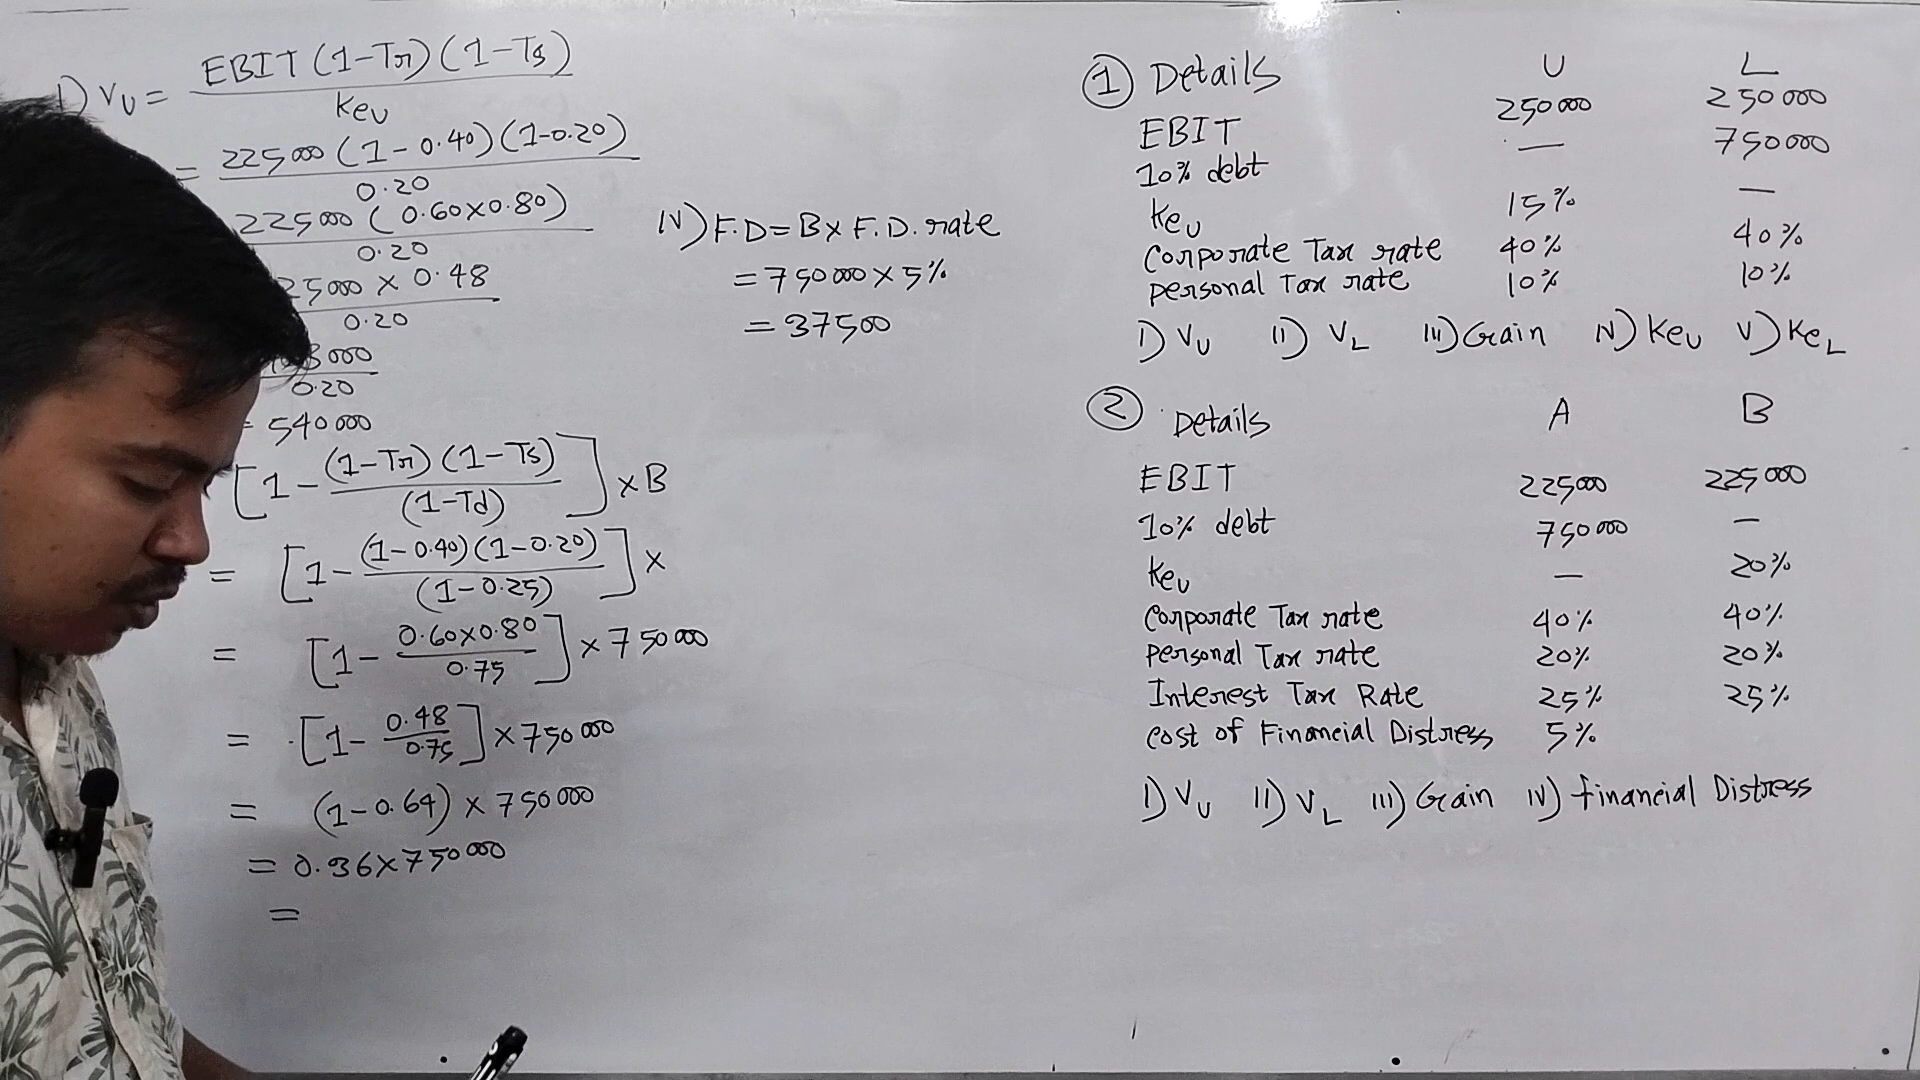 I) VU = EBIT (1-Tr) (1-Ts)
KeU
= 225000 (1-0.40) (1-0.20)
0.20
225000 (0.60x0.80)
0.20
25000 x 0.48
0.20
8000
0.20
= 540000
[1- (1-Tr) (1-Ts) ] x B
(1-Td)
= [1- (1-0.40) (1-0.20) ] x
(1-0.25)
= [1- 0.60x0.80 ] x 750000
0.75
= [1- 0.48 ] x 750000
0.75
= (1-0.64) x 750000
= 0.36x750000
=
IV) F.D = B x F.D. rate
= 750000 x 5%
= 37500
① Details U L
EBIT 250000 250000
10% debt — 750000
KeU 15% —
Corporate Tax rate 40% 40%
Personal Tax rate 10% 10%
I) VU II) VL III) Gain IV) KeU V) KeL
② Details A B
EBIT 225000 225000
10% debt 750000 —
KeU — 20%
Corporate Tax rate 40% 40%
Personal Tax rate 20% 20%
Interest Tax Rate 25% 25%
Cost of Financial Distress 5%
I) VU II) VL III) Gain IV) financial Distress